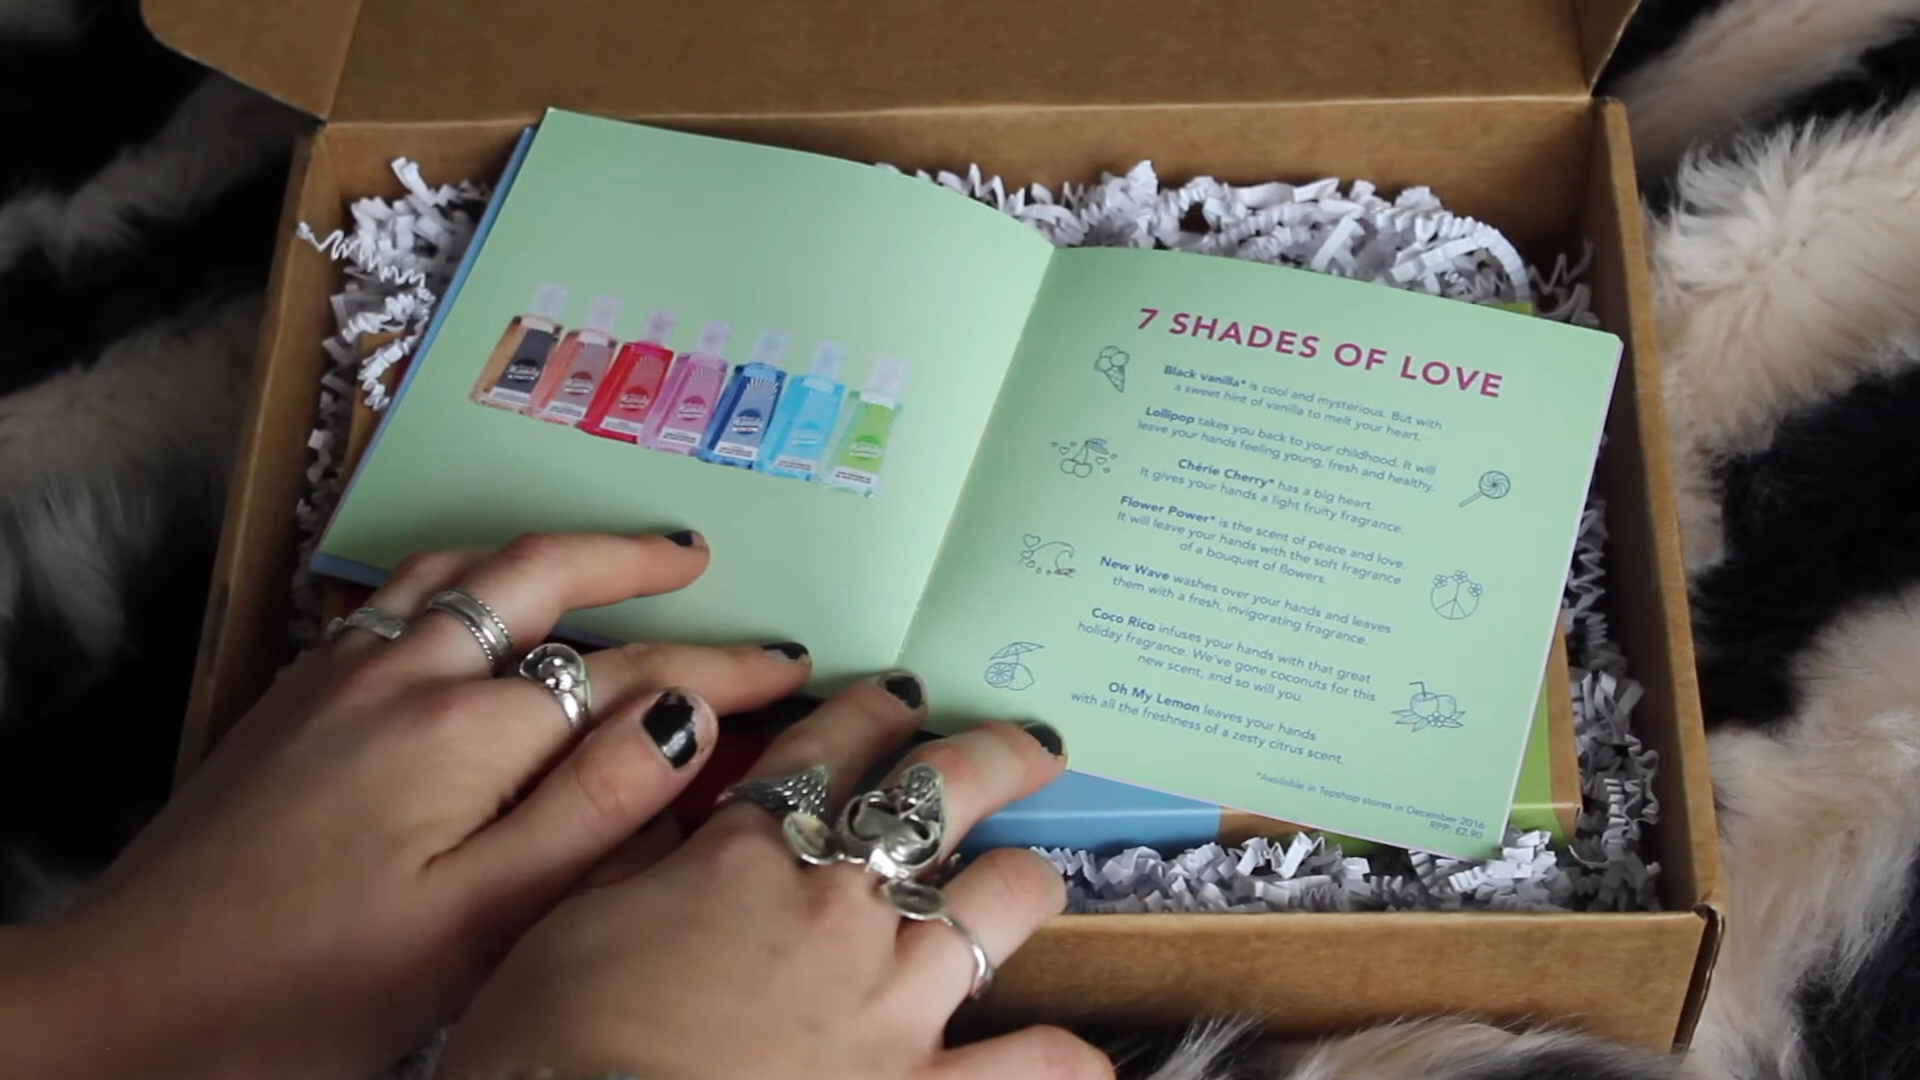 7 SHADES OF LOVE
Black vanilla* is cool and mysterious. But with
a sweet hint of vanilla to melt your heart.
Lollipop takes you back to your childhood. It will
leave your hands feeling young, fresh and healthy.
Chérie Cherry* has a big heart.
It gives your hands a light fruity fragrance.
Flower Power* is the scent of peace and love.
It will leave your hands with the soft fragrance
of a bouquet of flowers.
New Wave washes over your hands and leaves
them with a fresh, invigorating fragrance.
Coco Rico infuses your hands with that great
holiday fragrance. We've gone coconuts for this
new scent, and so will you.
Oh My Lemon leaves your hands
with all the freshness of a zesty citrus scent.
*Available in Topshop stores in December 2016
RPP: £2.90